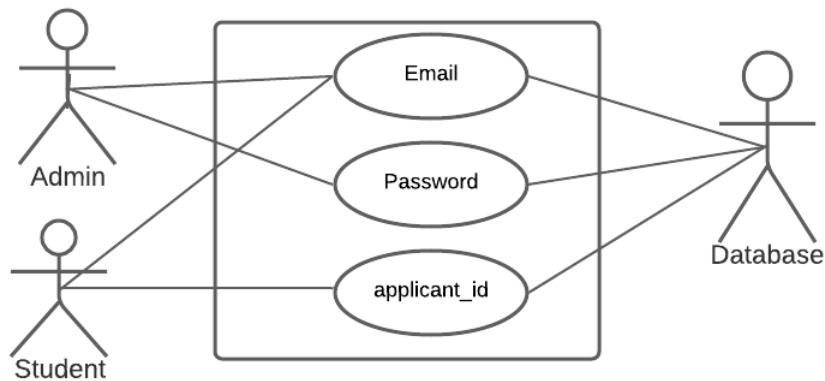 Email
Admin
Password
Database
applicant_id
Student